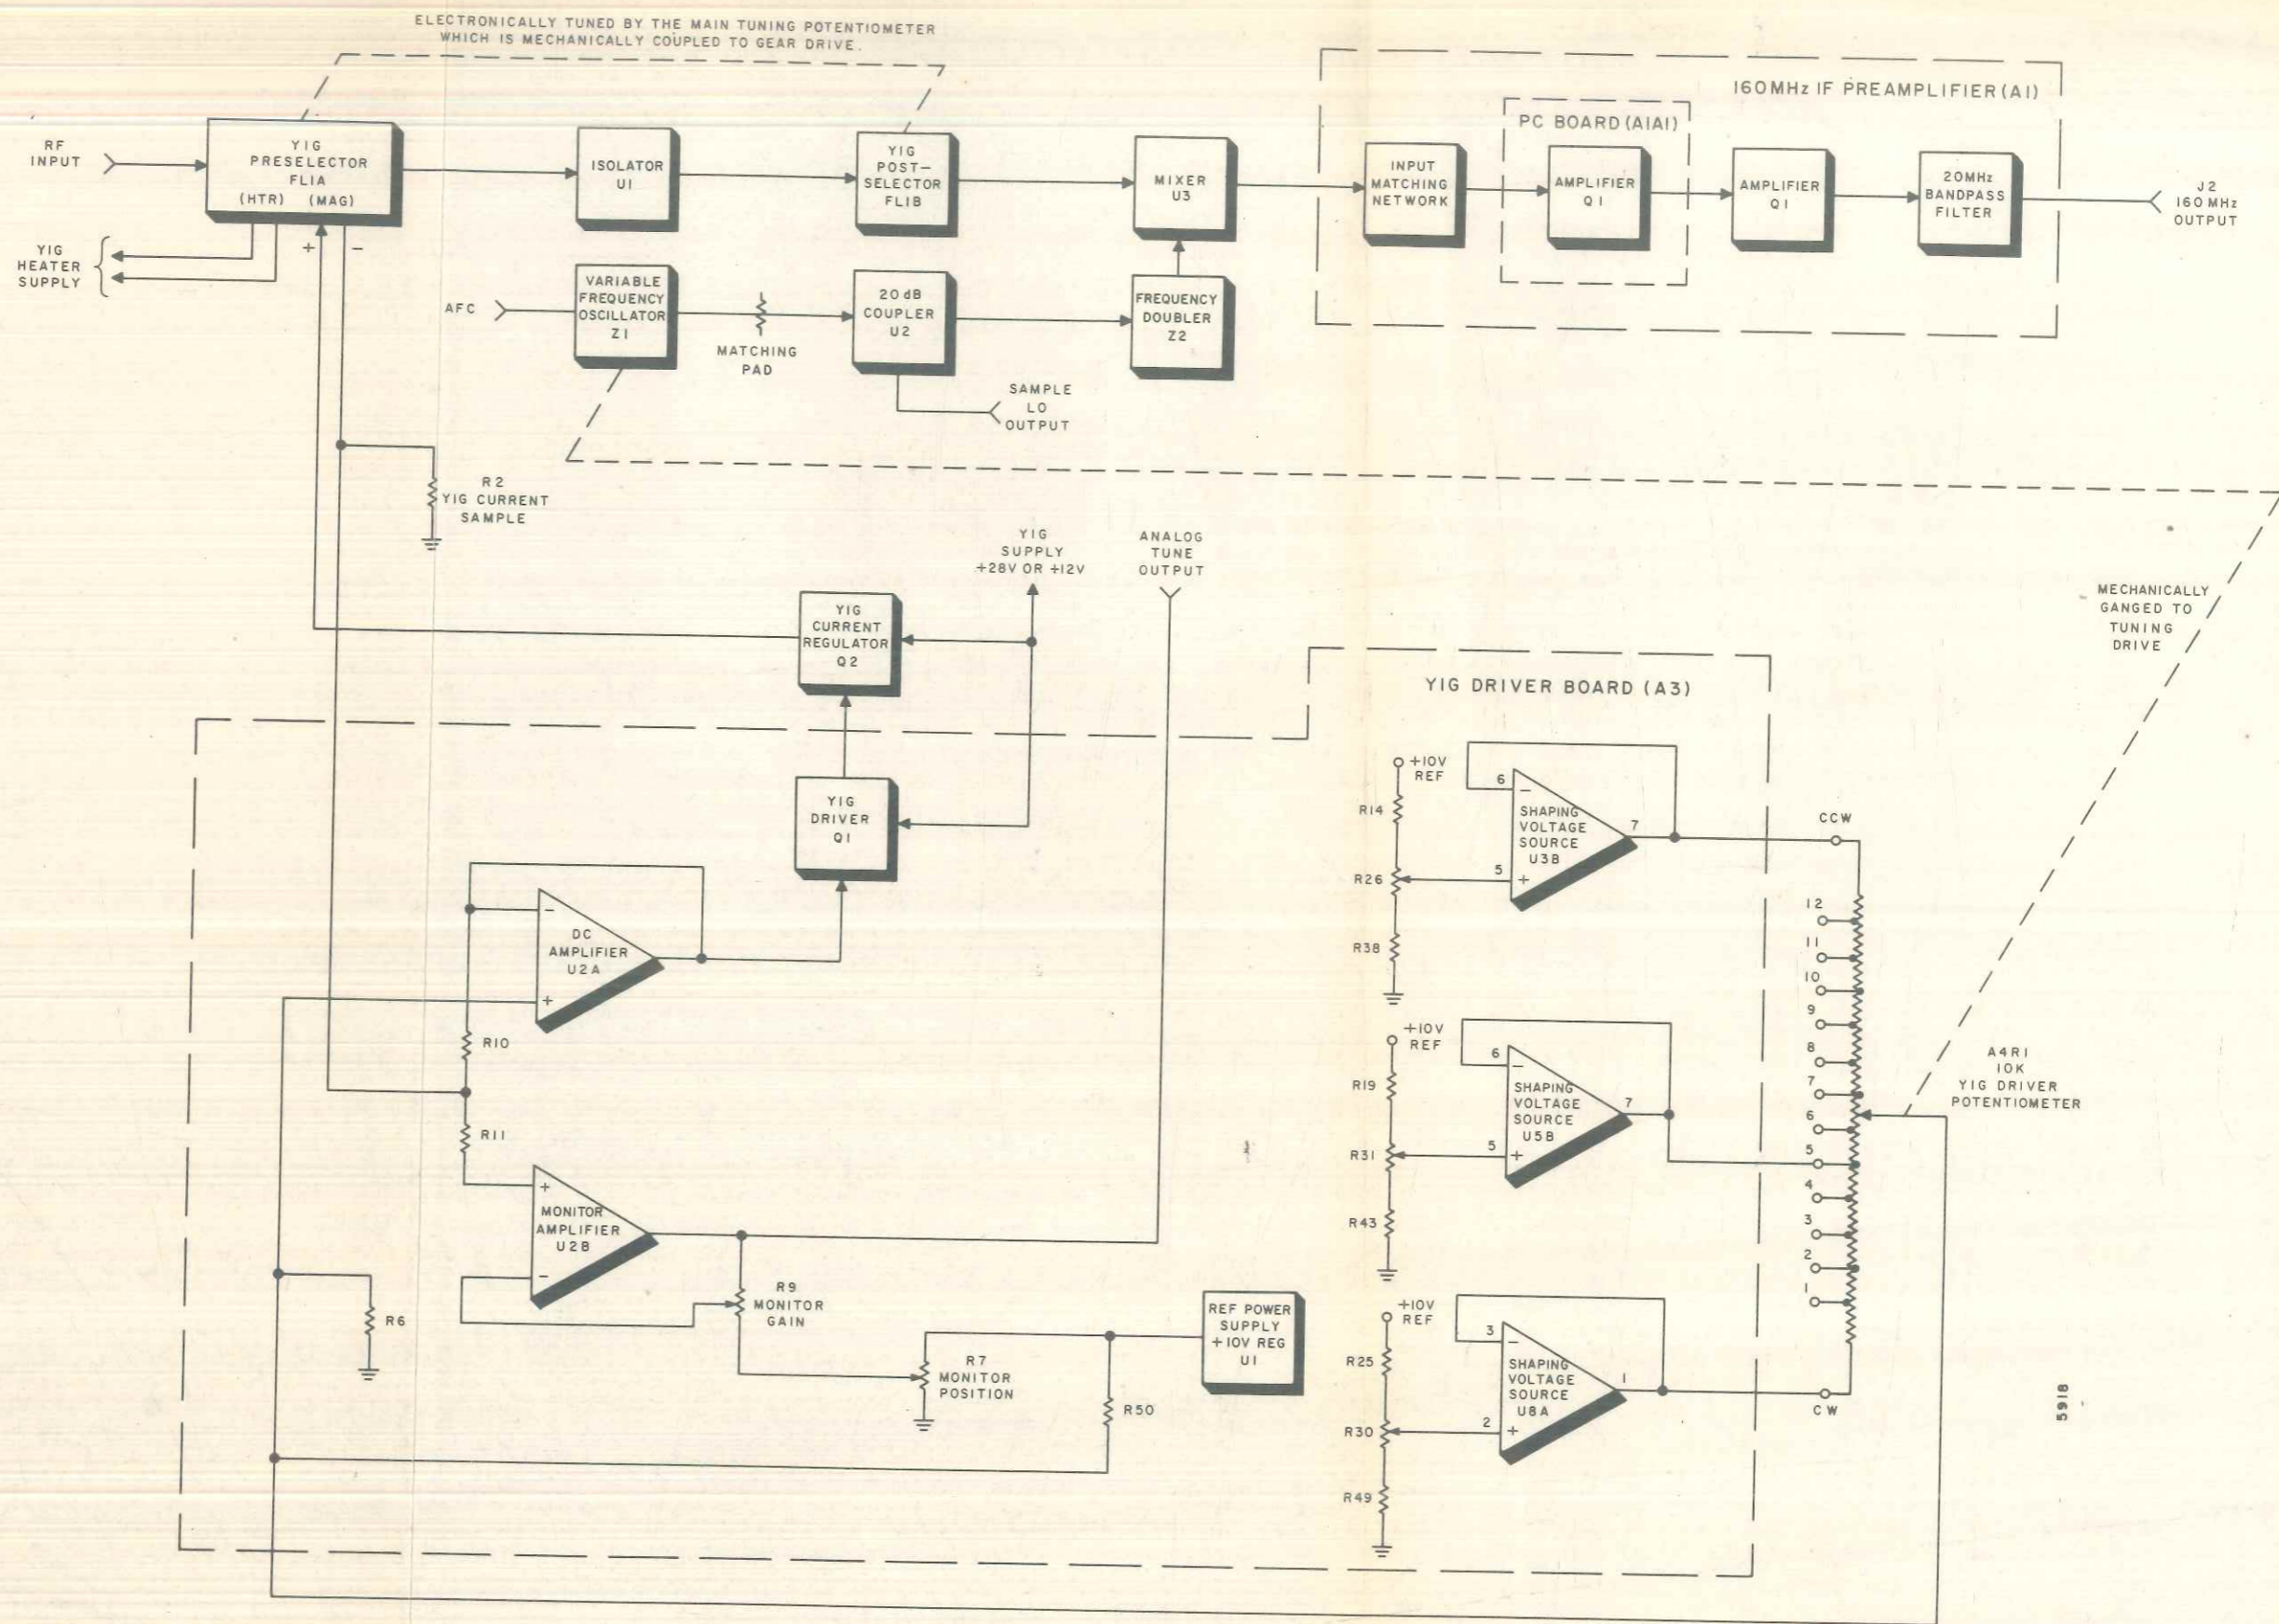 ELECTRONICALLY TUNED BY THE MAIN TUNING POTENTIOMETER
WHICH IS MECHANICALLY COUPLED TO GEAR DRIVE.
160MHz IF PREAMPLIFIER (A1)
PC BOARD (A1A1)
RF
INPUT
YIG
PRESELECTOR
FL1A
(HTR) (MAG)
ISOLATOR
U1
YIG
POST-
SELECTOR
FL1B
MIXER
U3
INPUT
MATCHING
NETWORK
AMPLIFIER
Q1
AMPLIFIER
Q1
20MHz
BANDPASS
FILTER
J2
160 MHz
OUTPUT
YIG
HEATER
SUPPLY
+
−
AFC
VARIABLE
FREQUENCY
OSCILLATOR
Z1
MATCHING
PAD
20 dB
COUPLER
U2
FREQUENCY
DOUBLER
Z2
SAMPLE
LO
OUTPUT
R2
YIG CURRENT
SAMPLE
YIG
SUPPLY
+28V OR +12V
ANALOG
TUNE
OUTPUT
YIG
CURRENT
REGULATOR
Q2
MECHANICALLY
GANGED TO
TUNING
DRIVE
YIG DRIVER BOARD (A3)
YIG
DRIVER
Q1
−
DC
AMPLIFIER
U2A
+
R10
R11
+
MONITOR
AMPLIFIER
U2B
−
R6
R9
MONITOR
GAIN
R7
MONITOR
POSITION
REF POWER
SUPPLY
+10V REG
U1
R50
+10V
REF
R14
R26
R38
6
−
SHAPING
VOLTAGE
SOURCE
U3B
7
5
+
+10V
REF
R19
R31
R43
6
−
SHAPING
VOLTAGE
SOURCE
U5B
7
5
+
+10V
REF
R25
R30
R49
3
−
SHAPING
VOLTAGE
SOURCE
U8A
1
2
+
CCW
12
11
10
9
8
7
6
5
4
3
2
1
CW
A4R1
10K
YIG DRIVER
POTENTIOMETER
5918